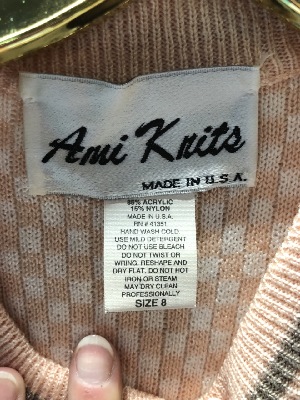 Ami Knits
MADE IN U.S.A.
ACRYLIC
15% NYLON
MADE IN U.S.A.
RN # 41351
HAND WASH COLD
USE MILD DETERGENT
DO NOT USE BLEACH
DO NOT TWIST OR
WRING. RESHAPE AND
DRY FLAT. DO NOT HOT
IRON OR STEAM
MAY DRY CLEAN
PROFESSIONALLY
SIZE 8